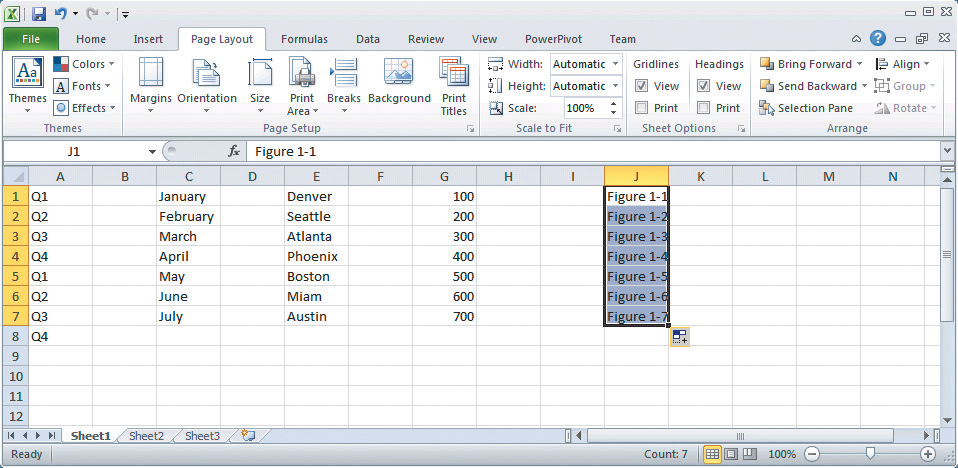 File Home Insert Page Layout Formulas Data Review View PowerPivot Team
Colors Width: Automatic Gridlines Headings Bring Forward Align
Aa Fonts Height: Automatic View View Send Backward Group
Themes Effects Margins Orientation Size Print Area Breaks Background Print Titles Scale: 100% Print Print Selection Pane Rotate
Themes Page Setup Scale to Fit Sheet Options Arrange
J1 fx Figure 1-1
A B C D E F G H I J K L M N
1 Q1 January Denver 100 Figure 1-1
2 Q2 February Seattle 200 Figure 1-2
3 Q3 March Atlanta 300 Figure 1-3
4 Q4 April Phoenix 400 Figure 1-4
5 Q1 May Boston 500 Figure 1-5
6 Q2 June Miam 600 Figure 1-6
7 Q3 July Austin 700 Figure 1-7
8 Q4
9
10
11
12
Sheet1 Sheet2 Sheet3
Ready Count: 7 100%